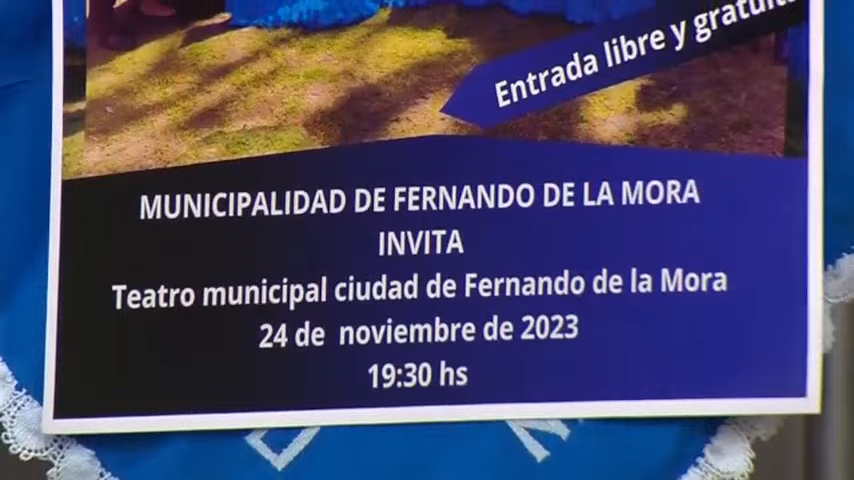 Entrada libre y gratuita
MUNICIPALIDAD DE FERNANDO DE LA MORA
INVITA
Teatro municipal ciudad de Fernando de la Mora
24 de noviembre de 2023
19:30 hs